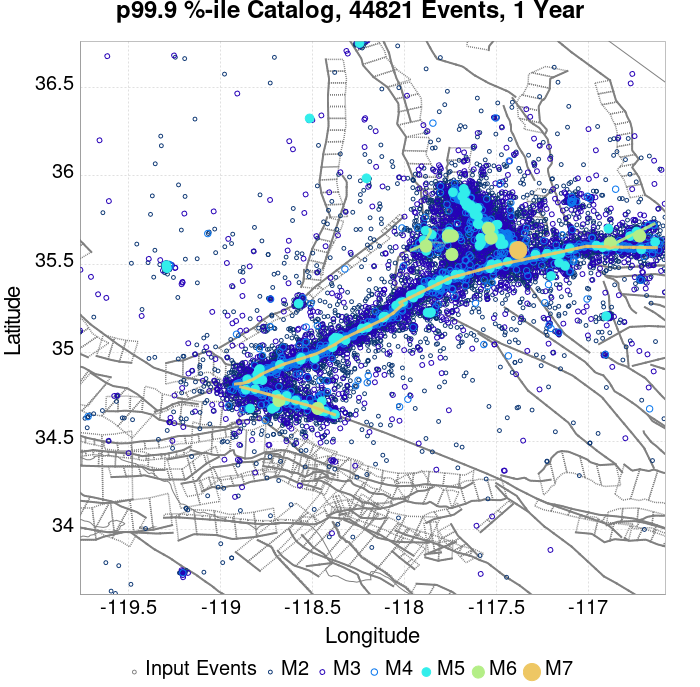 p99.9 %-ile Catalog, 44821 Events, 1 Year
36.5
36
35.5
35
34.5
34
Latitude
-119.5 -119 -118.5 -118 -117.5 -117
Longitude
Input Events M2 M3 M4 M5 M6 M7